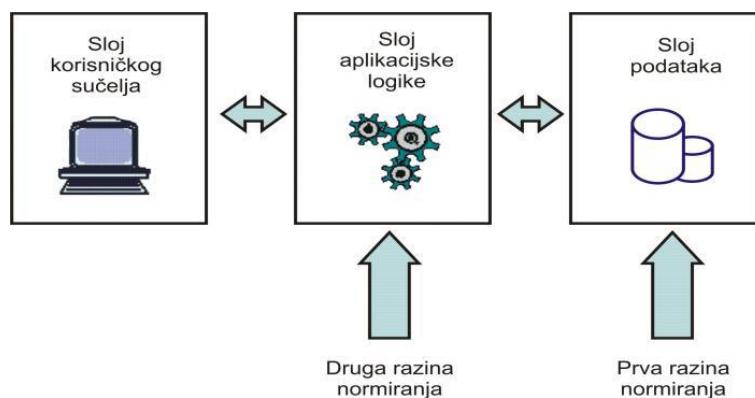 Sloj
korisničkog
sučelja
Sloj
aplikacijske
logike
Sloj
podataka
Druga razina
normiranja
Prva razina
normiranja